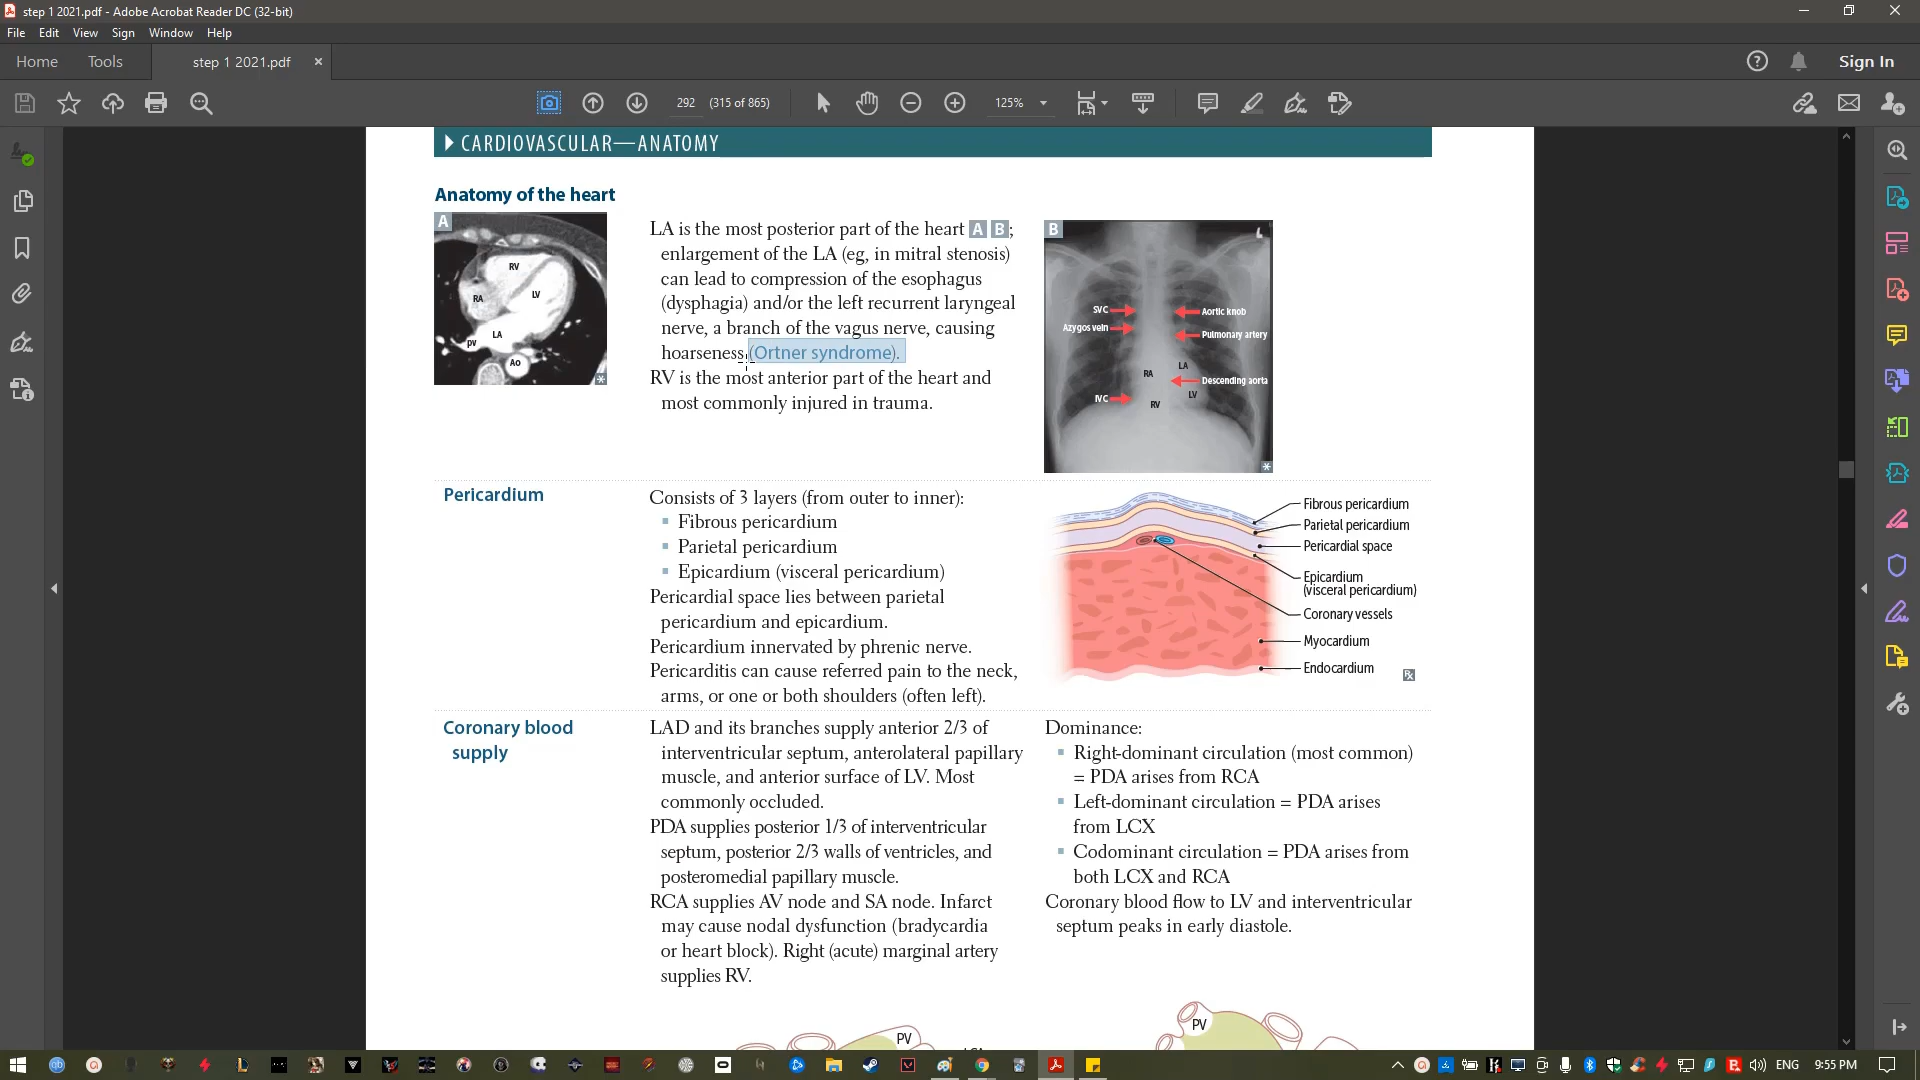 step 1 2021.pdf - Adobe Acrobat Reader DC (32-bit)
File Edit View Sign Window Help
Home Tools step 1 2021.pdf Sign In
292 (315 of 865) 125%
CARDIOVASCULAR—ANATOMY
Anatomy of the heart
A
RV
RA
LV
LA
pv
Ao
LA is the most posterior part of the heart A B;
enlargement of the LA (eg, in mitral stenosis)
can lead to compression of the esophagus
(dysphagia) and/or the left recurrent laryngeal
nerve, a branch of the vagus nerve, causing
hoarseness (Ortner syndrome).
RV is the most anterior part of the heart and
most commonly injured in trauma.
B
SVC
Aortic knob
Azygos vein
Pulmonary artery
LA
RA
Descending aorta
LV
IVC
RV
Pericardium
Consists of 3 layers (from outer to inner):
Fibrous pericardium
Parietal pericardium
Epicardium (visceral pericardium)
Pericardial space lies between parietal
pericardium and epicardium.
Pericardium innervated by phrenic nerve.
Pericarditis can cause referred pain to the neck,
arms, or one or both shoulders (often left).
Fibrous pericardium
Parietal pericardium
Pericardial space
Epicardium
(visceral pericardium)
Coronary vessels
Myocardium
Endocardium
Coronary blood
supply
LAD and its branches supply anterior 2/3 of
interventricular septum, anterolateral papillary
muscle, and anterior surface of LV. Most
commonly occluded.
PDA supplies posterior 1/3 of interventricular
septum, posterior 2/3 walls of ventricles, and
posteromedial papillary muscle.
RCA supplies AV node and SA node. Infarct
may cause nodal dysfunction (bradycardia
or heart block). Right (acute) marginal artery
supplies RV.
Dominance:
Right-dominant circulation (most common)
= PDA arises from RCA
Left-dominant circulation = PDA arises
from LCX
Codominant circulation = PDA arises from
both LCX and RCA
Coronary blood flow to LV and interventricular
septum peaks in early diastole.
PV
PV
ENG 9:55 PM